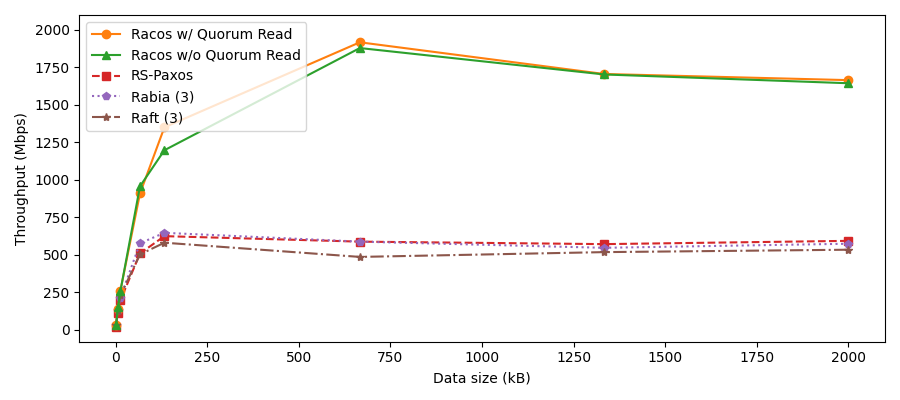 Racos w/ Quorum Read
Racos w/o Quorum Read
RS-Paxos
Rabia (3)
Raft (3)
Throughput (Mbps)
2000
1750
1500
1250
1000
750
500
250
0
0 250 500 750 1000 1250 1500 1750 2000
Data size (kB)